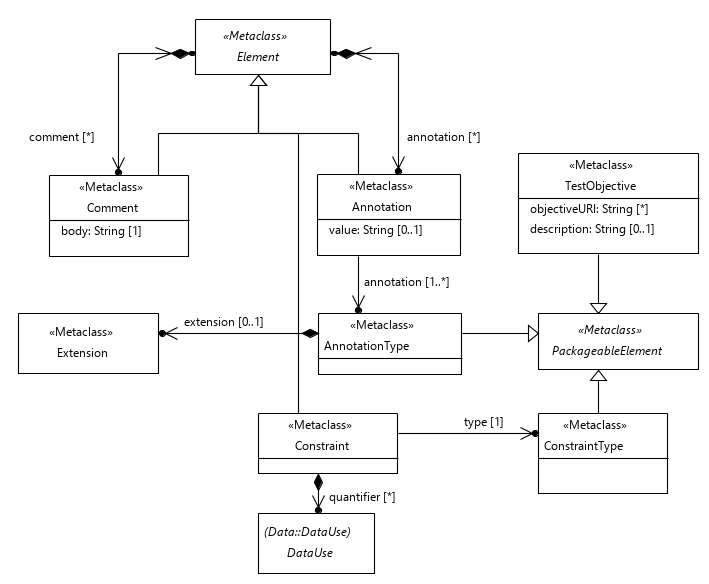 «Metaclass»
Element
comment [*]
annotation [*]
«Metaclass»
Comment
body: String [1]
«Metaclass»
Annotation
value: String [0..1]
«Metaclass»
TestObjective
objectiveURI: String [*]
description: String [0..1]
annotation [1..*]
extension [0..1]
«Metaclass»
Extension
«Metaclass»
AnnotationType
«Metaclass»
PackageableElement
«Metaclass»
Constraint
type [1]
«Metaclass»
ConstraintType
quantifier [*]
(Data::DataUse)
DataUse